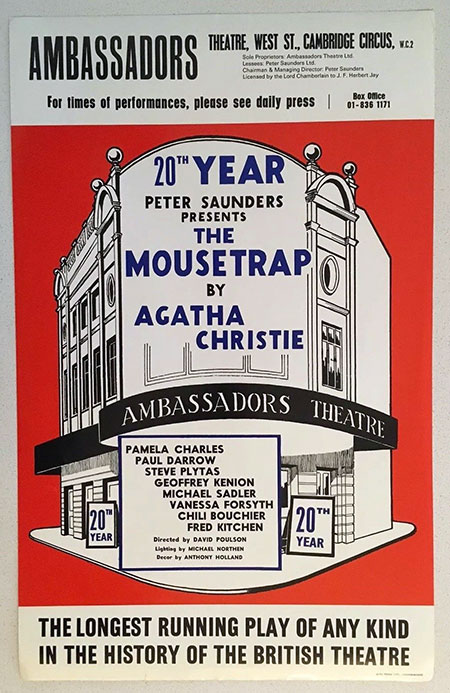 AMBASSADORS THEATRE, WEST ST., CAMBRIDGE CIRCUS, W.C.2
Sole Proprietors: Ambassadors Theatre Ltd.
Lessees: Peter Saunders Ltd.
Chairman & Managing Director: Peter Saunders
Licensed by the Lord Chamberlain to J. F. Herbert Jay
For times of performances, please see daily press
Box Office
01-836 1171
20TH YEAR
PETER SAUNDERS
PRESENTS
THE
MOUSETRAP
BY
AGATHA
CHRISTIE
AMBASSADORS THEATRE
PAMELA CHARLES
PAUL DARROW
STEVE PLYTAS
GEOFFREY KENION
MICHAEL SADLER
VANESSA FORSYTH
CHILI BOUCHIER
FRED KITCHEN
Directed by DAVID POULSON
Lighting by MICHAEL NORTHEN
Decor by ANTHONY HOLLAND
20TH
YEAR
20TH
YEAR
THE LONGEST RUNNING PLAY OF ANY KIND
IN THE HISTORY OF THE BRITISH THEATRE